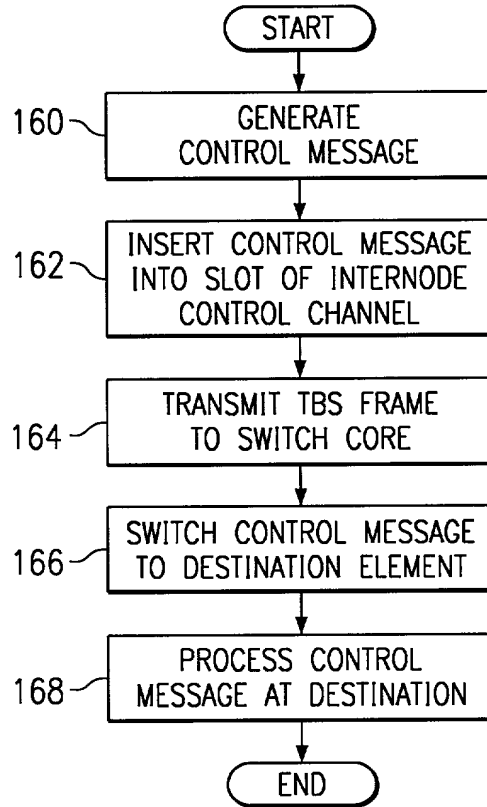 START
160
GENERATE
CONTROL MESSAGE
162
INSERT CONTROL MESSAGE
INTO SLOT OF INTERNODE
CONTROL CHANNEL
164
TRANSMIT TBS FRAME
TO SWITCH CORE
166
SWITCH CONTROL MESSAGE
TO DESTINATION ELEMENT
168
PROCESS CONTROL
MESSAGE AT DESTINATION
END